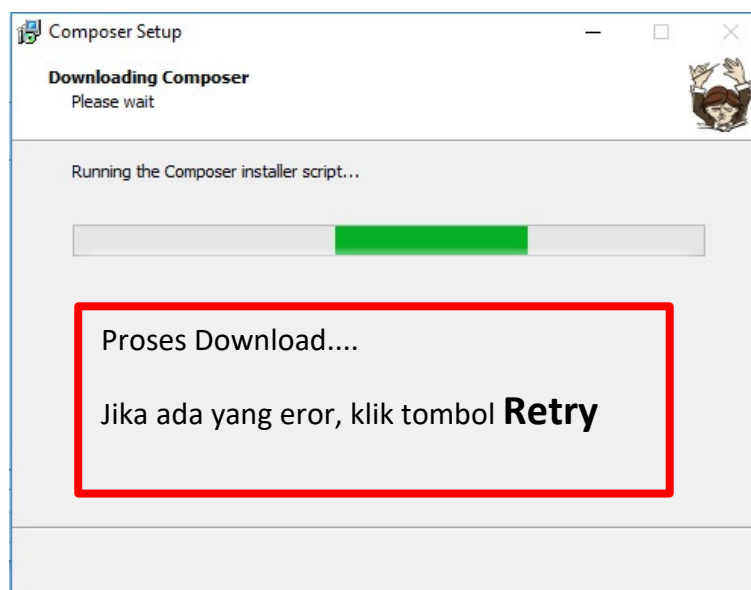 Composer Setup
Downloading Composer
Please wait
Running the Composer installer script...
Proses Download....
Jika ada yang eror, klik tombol Retry